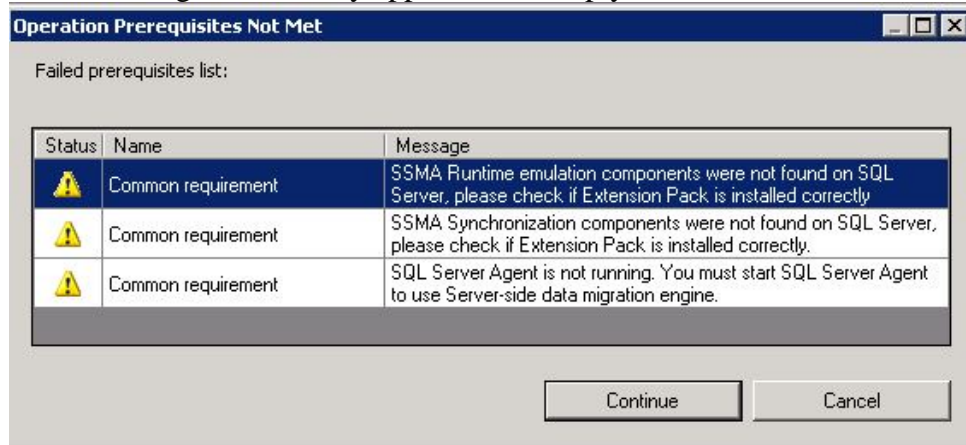 Operation Prerequisites Not Met
Failed prerequisites list:
Status Name Message
Common requirement SSMA Runtime emulation components were not found on SQL
Server, please check if Extension Pack is installed correctly
Common requirement SSMA Synchronization components were not found on SQL Server,
please check if Extension Pack is installed correctly.
Common requirement SQL Server Agent is not running. You must start SQL Server Agent
to use Server-side data migration engine.
Continue Cancel